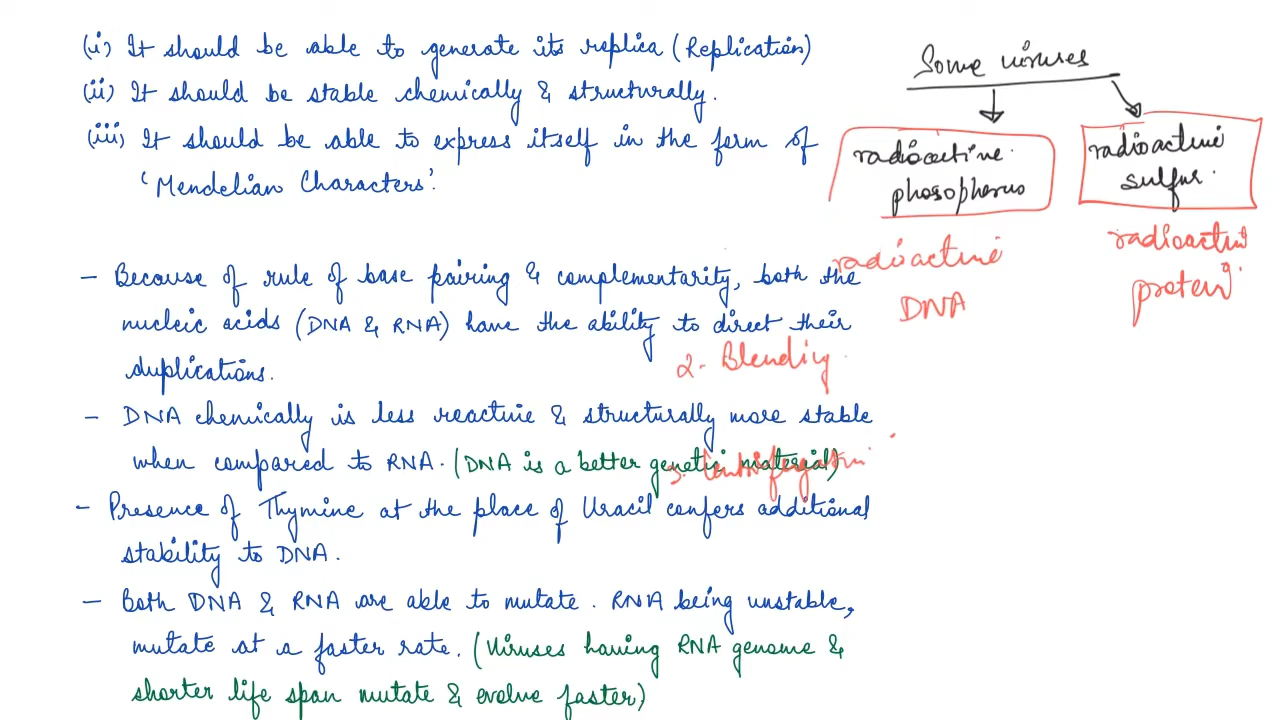 (i) It should be able to generate its replica (Replication)
(ii) It should be stable chemically & structurally.
(iii) It should be able to express itself in the form of
'Mendelian Characters'.
- Because of rule of base pairing & complementarity, both the
nucleic acids (DNA & RNA) have the ability to direct their
duplications.
- DNA chemically is less reactive & structurally more stable
when compared to RNA. (DNA is a better genetic material)
- Presence of Thymine at the place of Uracil confers additional
stability to DNA.
- Both DNA & RNA are able to mutate. RNA being unstable,
mutate at a faster rate. (Viruses having RNA genome &
shorter life span mutate & evolve faster)
Some viruses
radioactive
phosophorus
radioactive
sulfur.
radioactive
DNA
radioactive
protein
2. Blending
3.